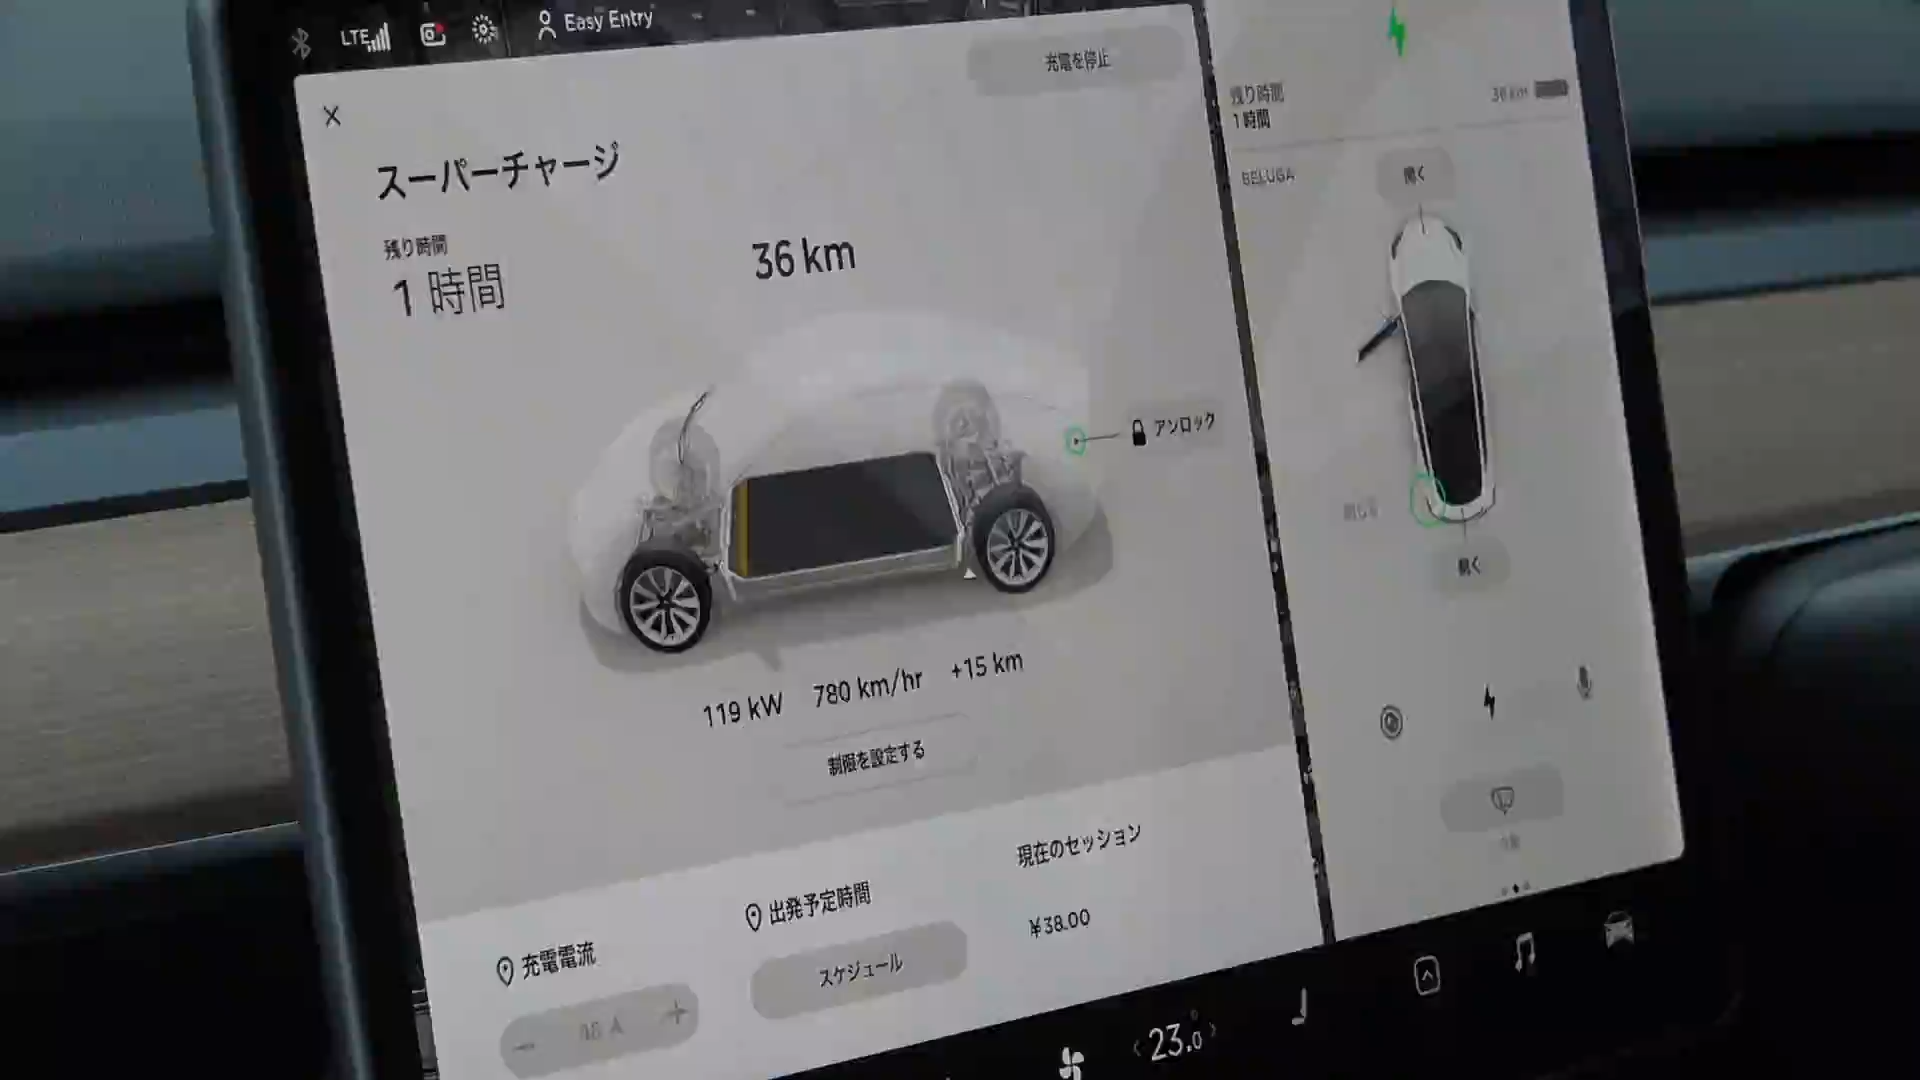 LTE
Easy Entry
充電を停止
スーパーチャージ
残り時間
1 時間
36 km
アンロック
119 kW 780 km/hr +15 km
制限を設定する
現在のセッション
¥38.00
出発予定時間
スケジュール
充電電流
残り時間
1 時間
36 km
BELUGA
開く
開く
23.0